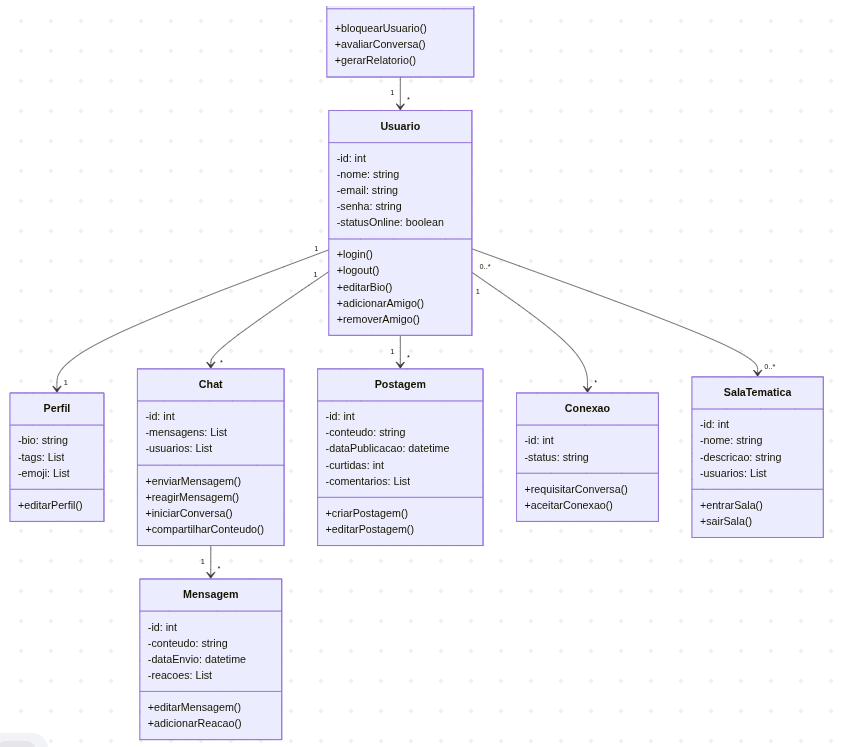 +bloquearUsuario()
+avaliarConversa()
+gerarRelatorio()
1
*
Usuario
-id: int
-nome: string
-email: string
-senha: string
-statusOnline: boolean
+login()
+logout()
+editarBio()
+adicionarAmigo()
+removerAmigo()
1
1
0..*
1
1
*
1
*
*
0..*
Perfil
-bio: string
-tags: List
-emoji: List
+editarPerfil()
Chat
-id: int
-mensagens: List
-usuarios: List
+enviarMensagem()
+reagirMensagem()
+iniciarConversa()
+compartilharConteudo()
Postagem
-id: int
-conteudo: string
-dataPublicacao: datetime
-curtidas: int
-comentarios: List
+criarPostagem()
+editarPostagem()
Conexao
-id: int
-status: string
+requisitarConversa()
+aceitarConexao()
SalaTematica
-id: int
-nome: string
-descricao: string
-usuarios: List
+entrarSala()
+sairSala()
1
*
Mensagem
-id: int
-conteudo: string
-dataEnvio: datetime
-reacoes: List
+editarMensagem()
+adicionarReacao()